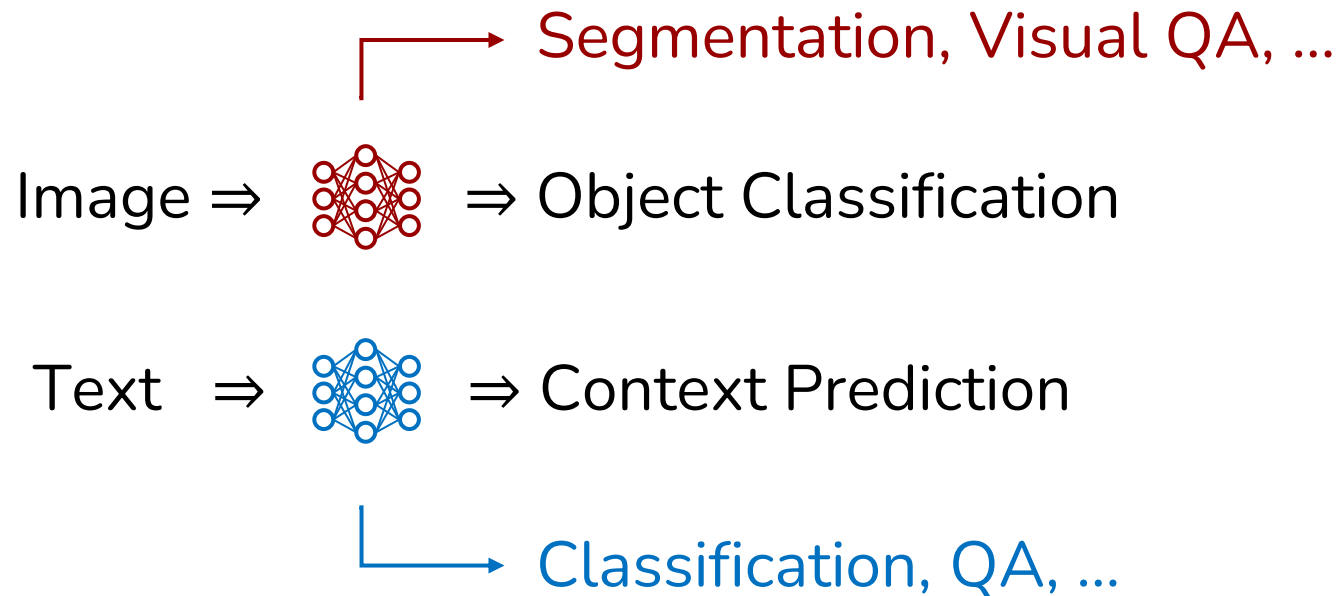 Segmentation, Visual QA, ...
Image ⇒ ⇒ Object Classification
Text ⇒ ⇒ Context Prediction
Classification, QA, ...